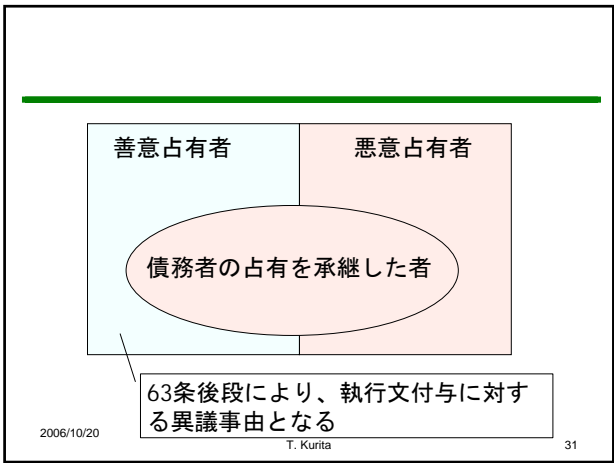 善意占有者
悪意占有者
債務者の占有を承継した者
63条後段により、執行文付与に対す
る異議事由となる
2006/10/20
T. Kurita
31